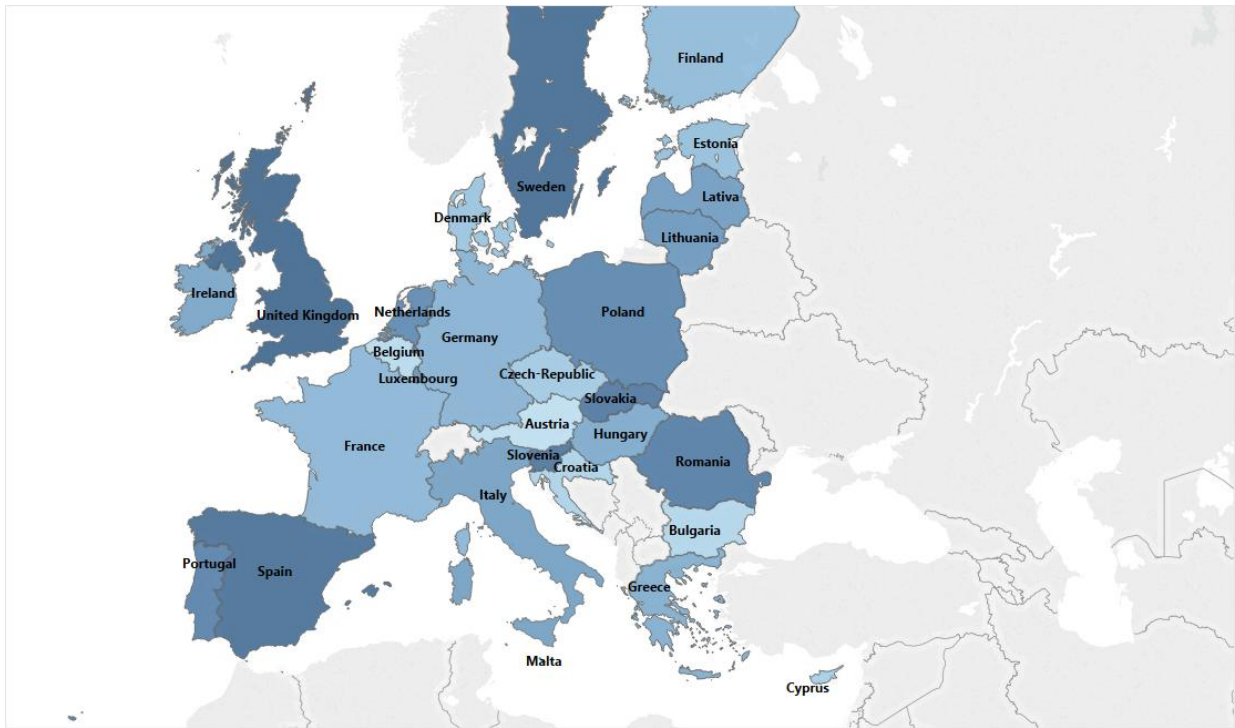 Finland
Estonia
Sweden
Lativa
Denmark
Lithuania
Ireland
United Kingdom
Netherlands
Poland
Germany
Belgium
Czech-Republic
Luxembourg
Slovakia
Austria
Hungary
France
Slovenia
Croatia
Romania
Italy
Bulgaria
Portugal
Spain
Greece
Malta
Cyprus